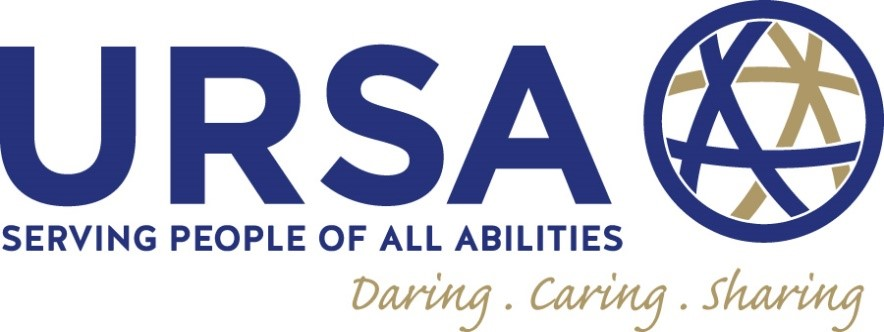 URSA
SERVING PEOPLE OF ALL ABILITIES
Daring . Caring . Sharing